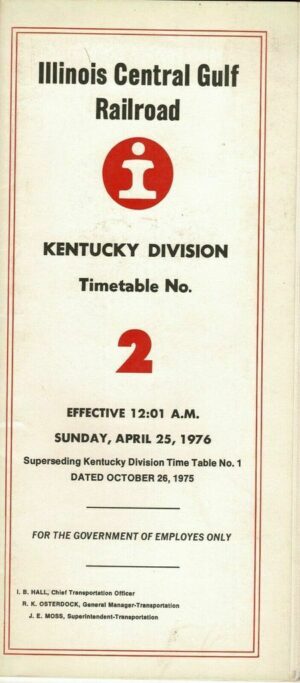 Illinois Central Gulf
Railroad
i
KENTUCKY DIVISION
Timetable No.
2
EFFECTIVE 12:01 A.M.
SUNDAY, APRIL 25, 1976
Superseding Kentucky Division Time Table No. 1
DATED OCTOBER 26, 1975
FOR THE GOVERNMENT OF EMPLOYES ONLY
I. B. HALL, Chief Transportation Officer
R. K. OSTERDOCK, General Manager-Transportation
J. E. MOSS, Superintendent-Transportation